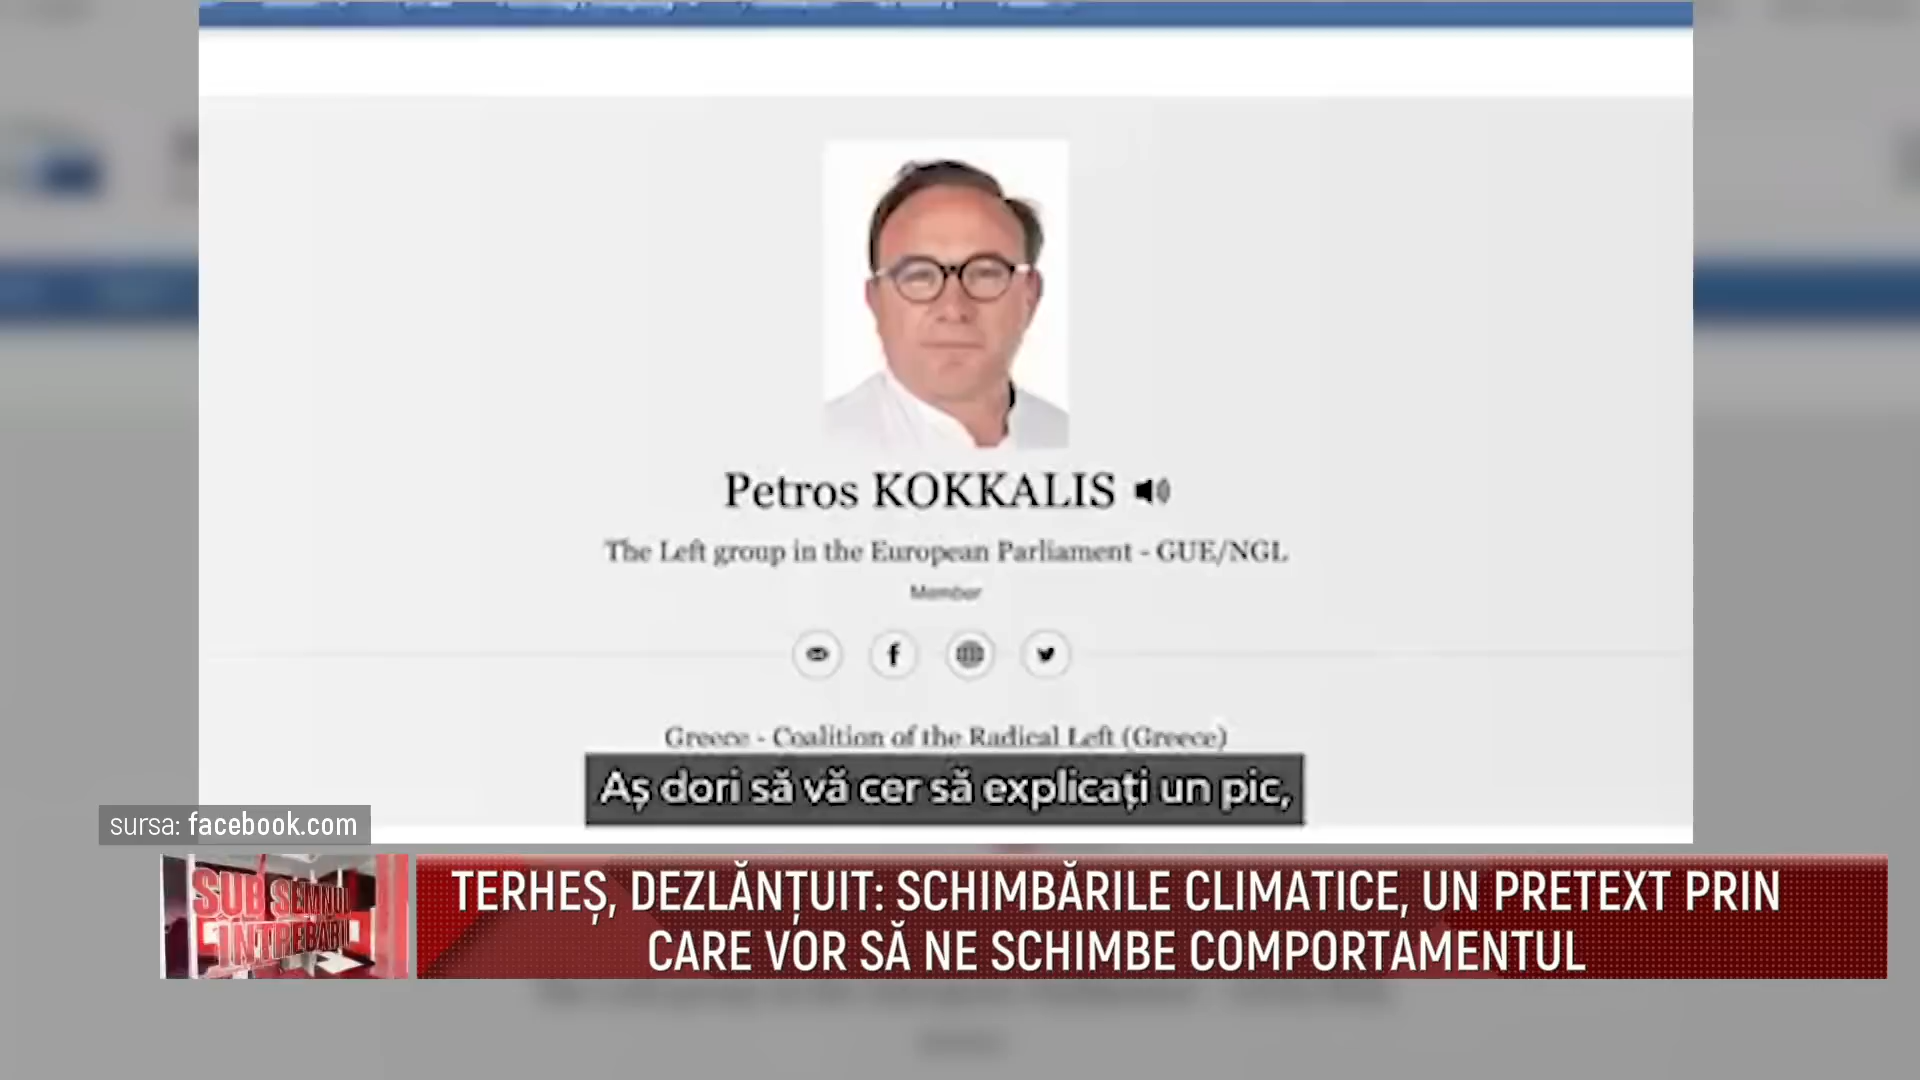 Petros KOKKALIS
The Left group in the European Parliament - GUE/NGL
Member
Greece - Coalition of the Radical Left (Greece)
Aș dori să vă cer să explicați un pic,
sursa: facebook.com
SUB SEMNUL
ÎNTREBĂRII
TERHEȘ, DEZLĂNȚUIT: SCHIMBĂRILE CLIMATICE, UN PRETEXT PRIN
CARE VOR SĂ NE SCHIMBE COMPORTAMENTUL